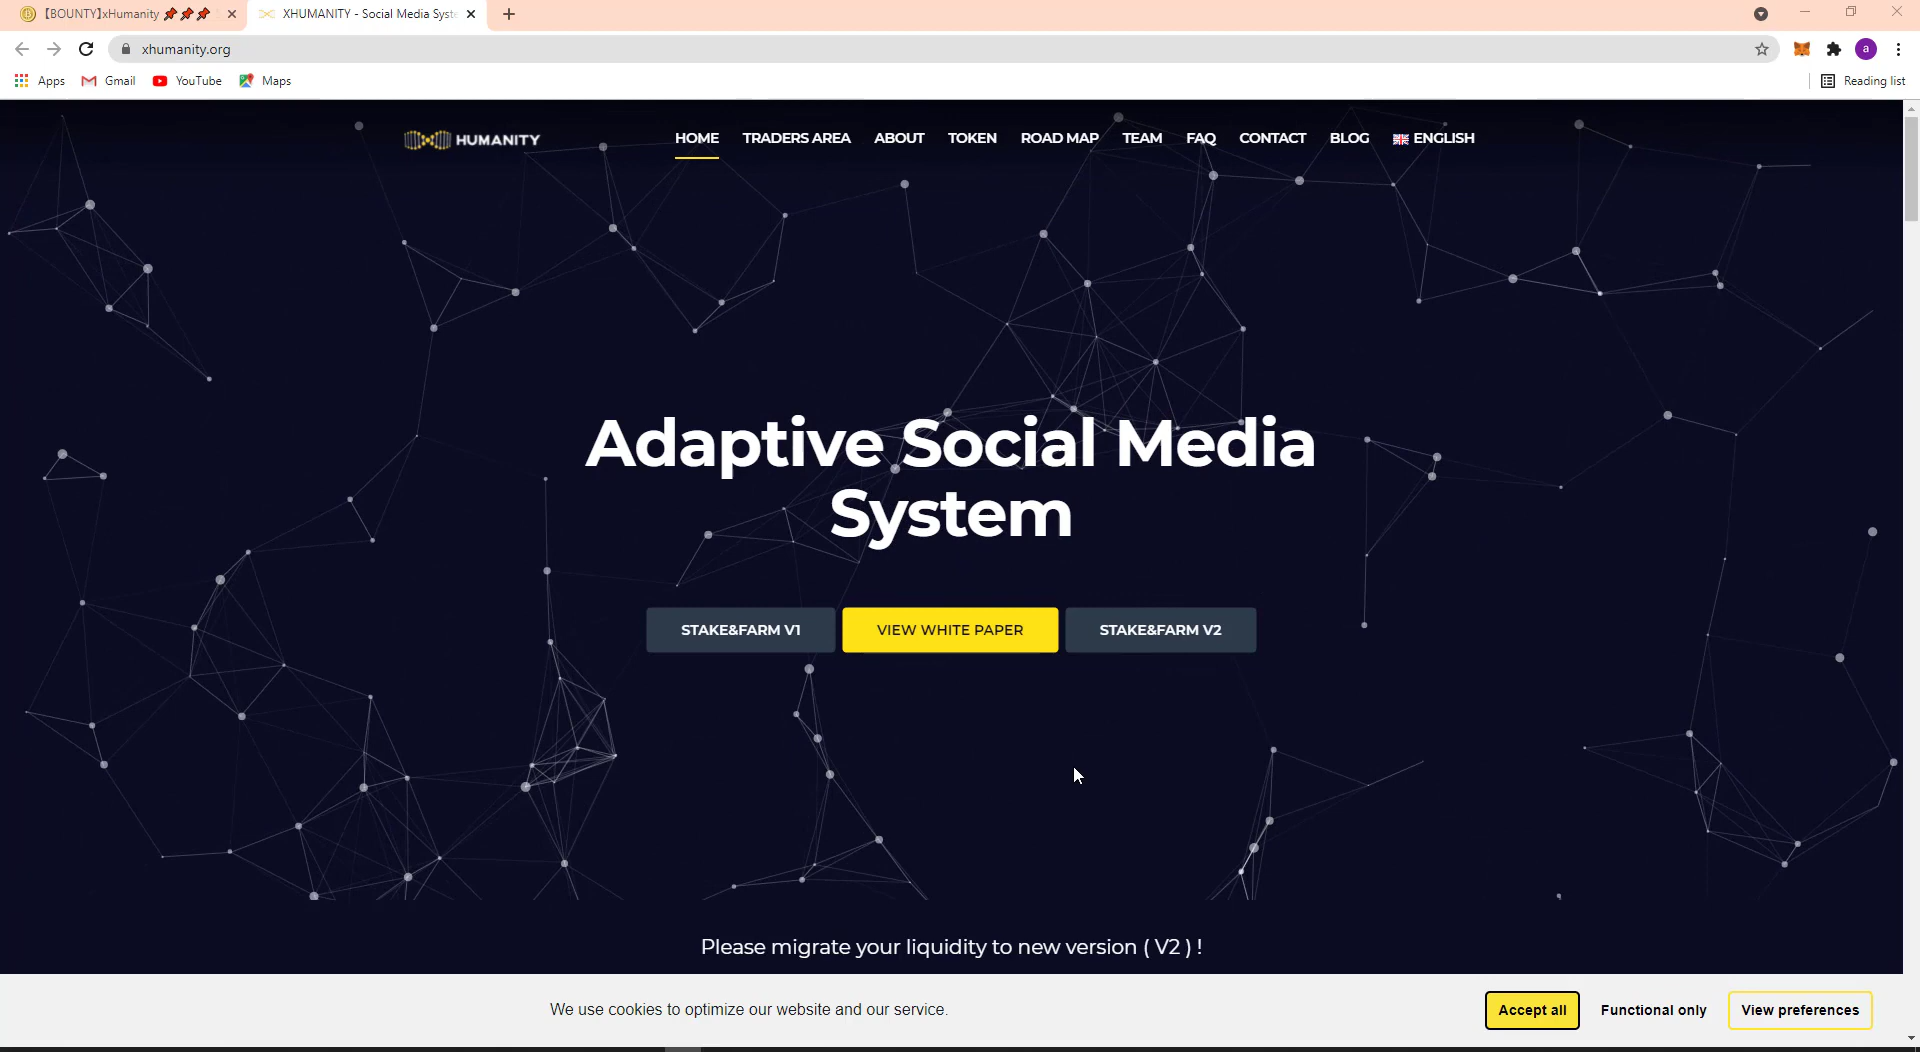 【BOUNTY】xHumanity 📌📌📌
XHUMANITY - Social Media Syst
xhumanity.org
a
Apps Gmail YouTube Maps Reading list
HUMANITY
HOME TRADERS AREA ABOUT TOKEN ROAD MAP TEAM FAQ CONTACT BLOG ENGLISH
Adaptive Social Media
System
STAKE&FARM V1 VIEW WHITE PAPER STAKE&FARM V2
Please migrate your liquidity to new version ( V2 ) !
We use cookies to optimize our website and our service.
Accept all Functional only View preferences